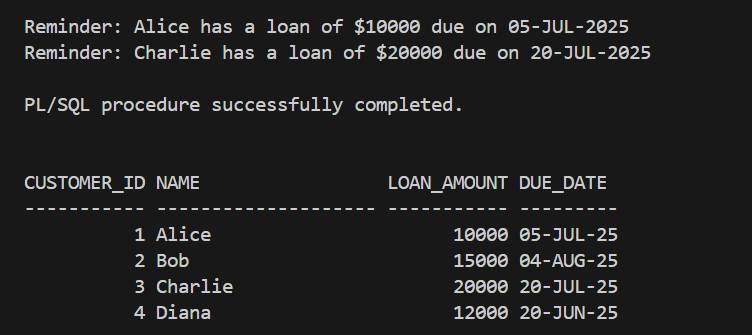 Reminder: Alice has a loan of $10000 due on 05-JUL-2025
Reminder: Charlie has a loan of $20000 due on 20-JUL-2025
PL/SQL procedure successfully completed.
CUSTOMER_ID NAME                 LOAN_AMOUNT DUE_DATE
----------- -------------------- ----------- ---------
          1 Alice                      10000 05-JUL-25
          2 Bob                        15000 04-AUG-25
          3 Charlie                    20000 20-JUL-25
          4 Diana                      12000 20-JUN-25